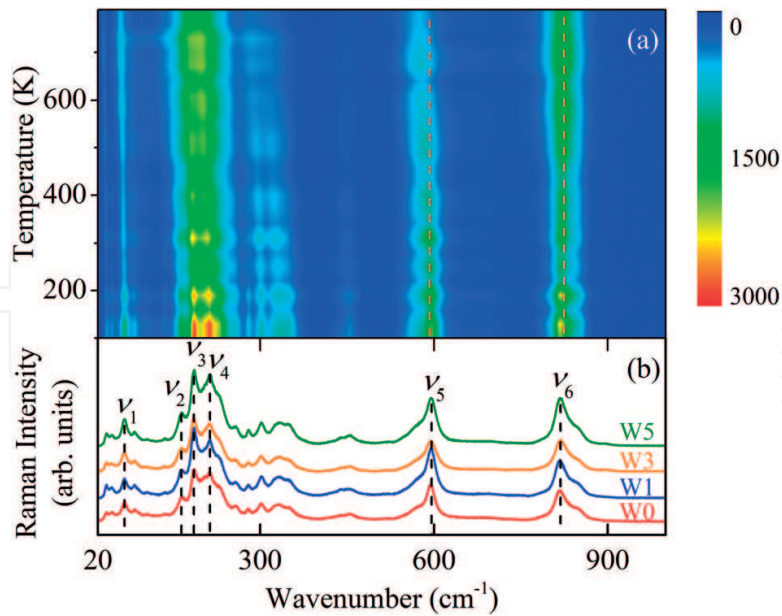 (a)
0
1500
3000
Temperature (K)
600
400
200
(b)
Raman Intensity
(arb. units)
ν1
ν2
ν3
ν4
ν5
ν6
W5
W3
W1
W0
20
300
600
900
Wavenumber (cm-1)